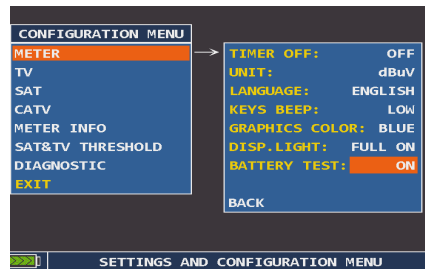 CONFIGURATION MENU
METER
TV
SAT
CATV
METER INFO
SAT&TV THRESHOLD
DIAGNOSTIC
EXIT
TIMER OFF: OFF
UNIT: dBuV
LANGUAGE: ENGLISH
KEYS BEEP: LOW
GRAPHICS COLOR: BLUE
DISP.LIGHT: FULL ON
BATTERY TEST: ON
BACK
SETTINGS AND CONFIGURATION MENU